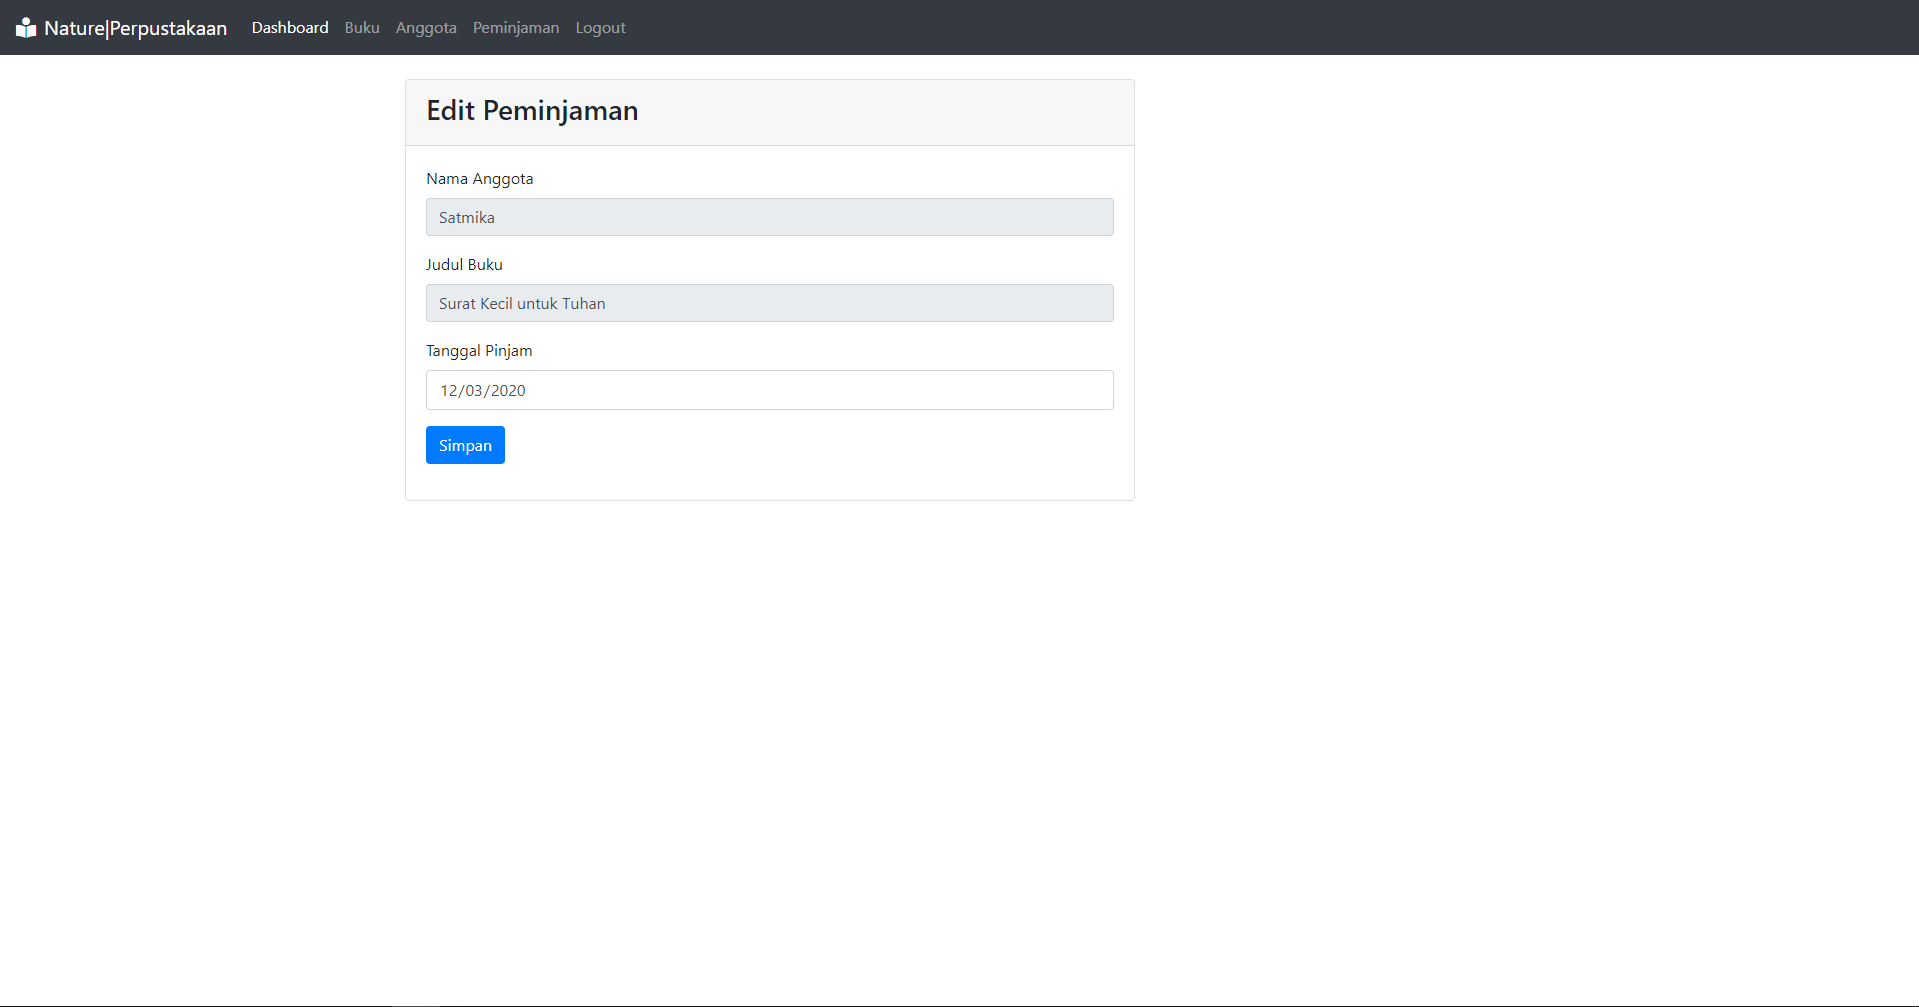 Nature|Perpustakaan Dashboard Buku Anggota Peminjaman Logout
Edit Peminjaman
Nama Anggota
Satmika
Judul Buku
Surat Kecil untuk Tuhan
Tanggal Pinjam
12/03/2020
Simpan